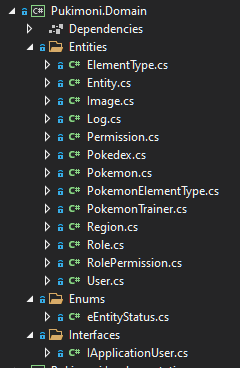 C# Pukimoni.Domain
Dependencies
Entities
C# ElementType.cs
C# Entity.cs
C# Image.cs
C# Log.cs
C# Permission.cs
C# Pokedex.cs
C# Pokemon.cs
C# PokemonElementType.cs
C# PokemonTrainer.cs
C# Region.cs
C# Role.cs
C# RolePermission.cs
C# User.cs
Enums
C# eEntityStatus.cs
Interfaces
C# IApplicationUser.cs